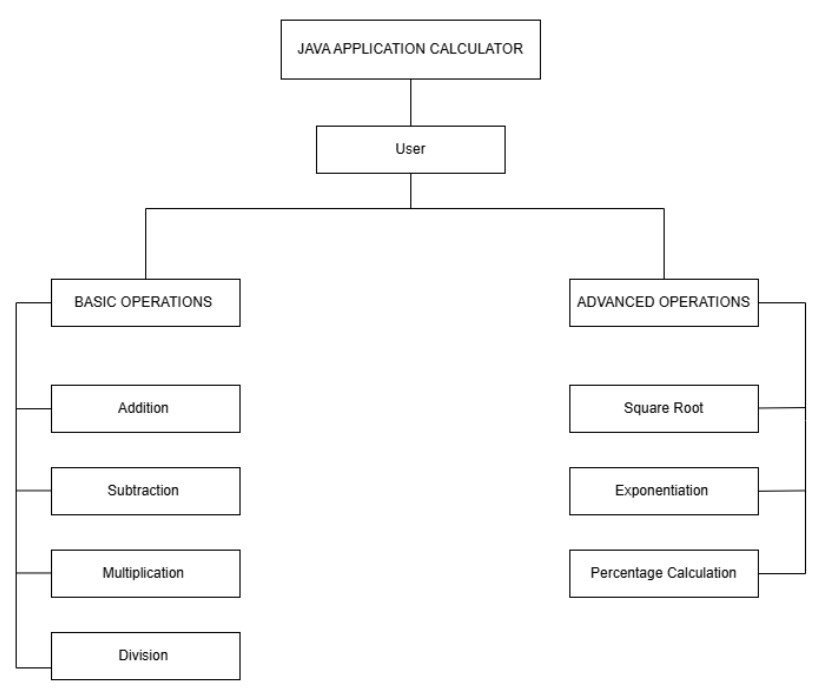 JAVA APPLICATION CALCULATOR
User
BASIC OPERATIONS
ADVANCED OPERATIONS
Addition
Square Root
Subtraction
Exponentiation
Multiplication
Percentage Calculation
Division